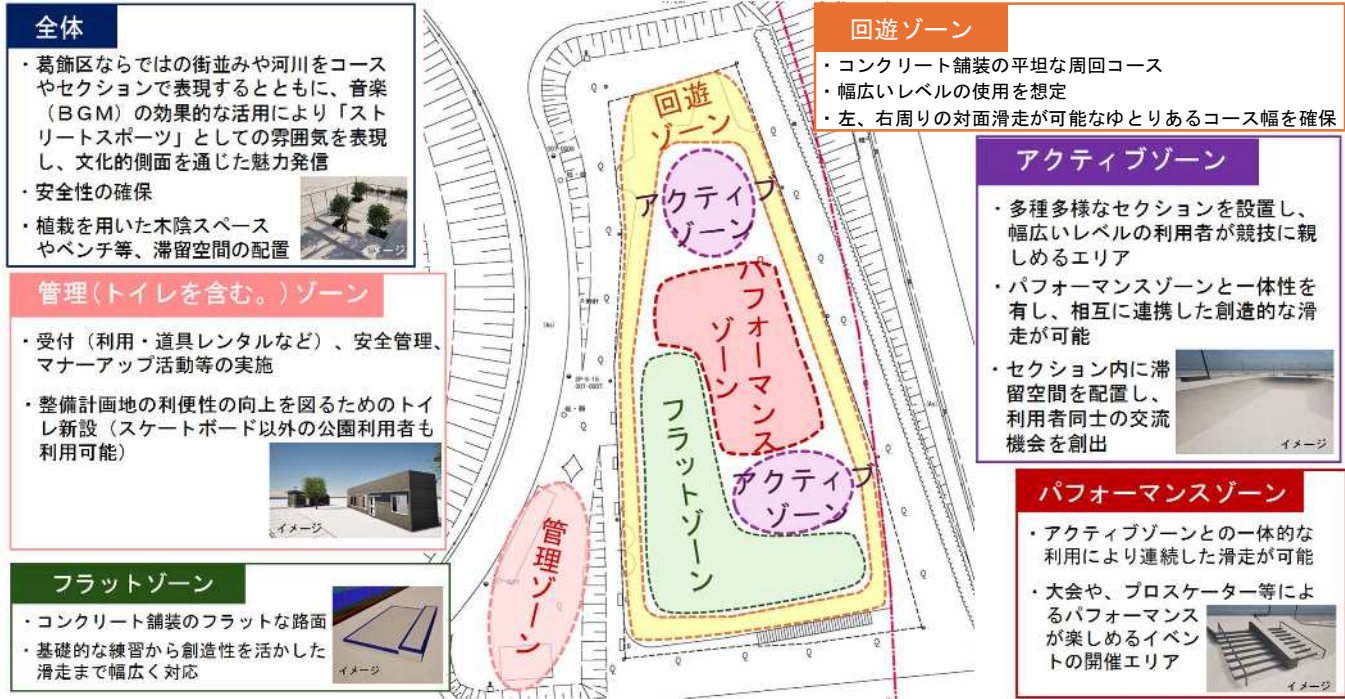 全体
・葛飾区ならではの街並みや河川をコース
やセクションで表現するとともに、音楽
（ＢＧＭ）の効果的な活用により「スト
リートスポーツ」としての雰囲気を表現
し、文化的側面を通じた魅力発信
・安全性の確保
・植栽を用いた木陰スペース
やベンチ等、滞留空間の配置
イメージ
管理(トイレを含む。)ゾーン
・受付（利用・道具レンタルなど）、安全管理、
マナーアップ活動等の実施
・整備計画地の利便性の向上を図るためのトイ
レ新設（スケートボード以外の公園利用者も
利用可能）
イメージ
フラットゾーン
・コンクリート舗装のフラットな路面
・基礎的な練習から創造性を活かした
滑走まで幅広く対応
イメージ
回遊
ゾーン
アクティブ
ゾーン
パフォーマンス
ゾーン
フラットゾーン
アクティブ
ゾーン
管理ゾーン
回遊ゾーン
・コンクリート舗装の平坦な周回コース
・幅広いレベルの使用を想定
・左、右周りの対面滑走が可能なゆとりあるコース幅を確保
アクティブゾーン
・多種多様なセクションを設置し、
幅広いレベルの利用者が競技に親
しめるエリア
・パフォーマンスゾーンと一体性を
有し、相互に連携した創造的な滑
走が可能
・セクション内に滞
留空間を配置し、
利用者同士の交流
機会を創出
イメージ
パフォーマンスゾーン
・アクティブゾーンとの一体的な
利用により連続した滑走が可能
・大会や、プロスケーター等によ
るパフォーマンス
が楽しめるイベン
トの開催エリア
イメージ